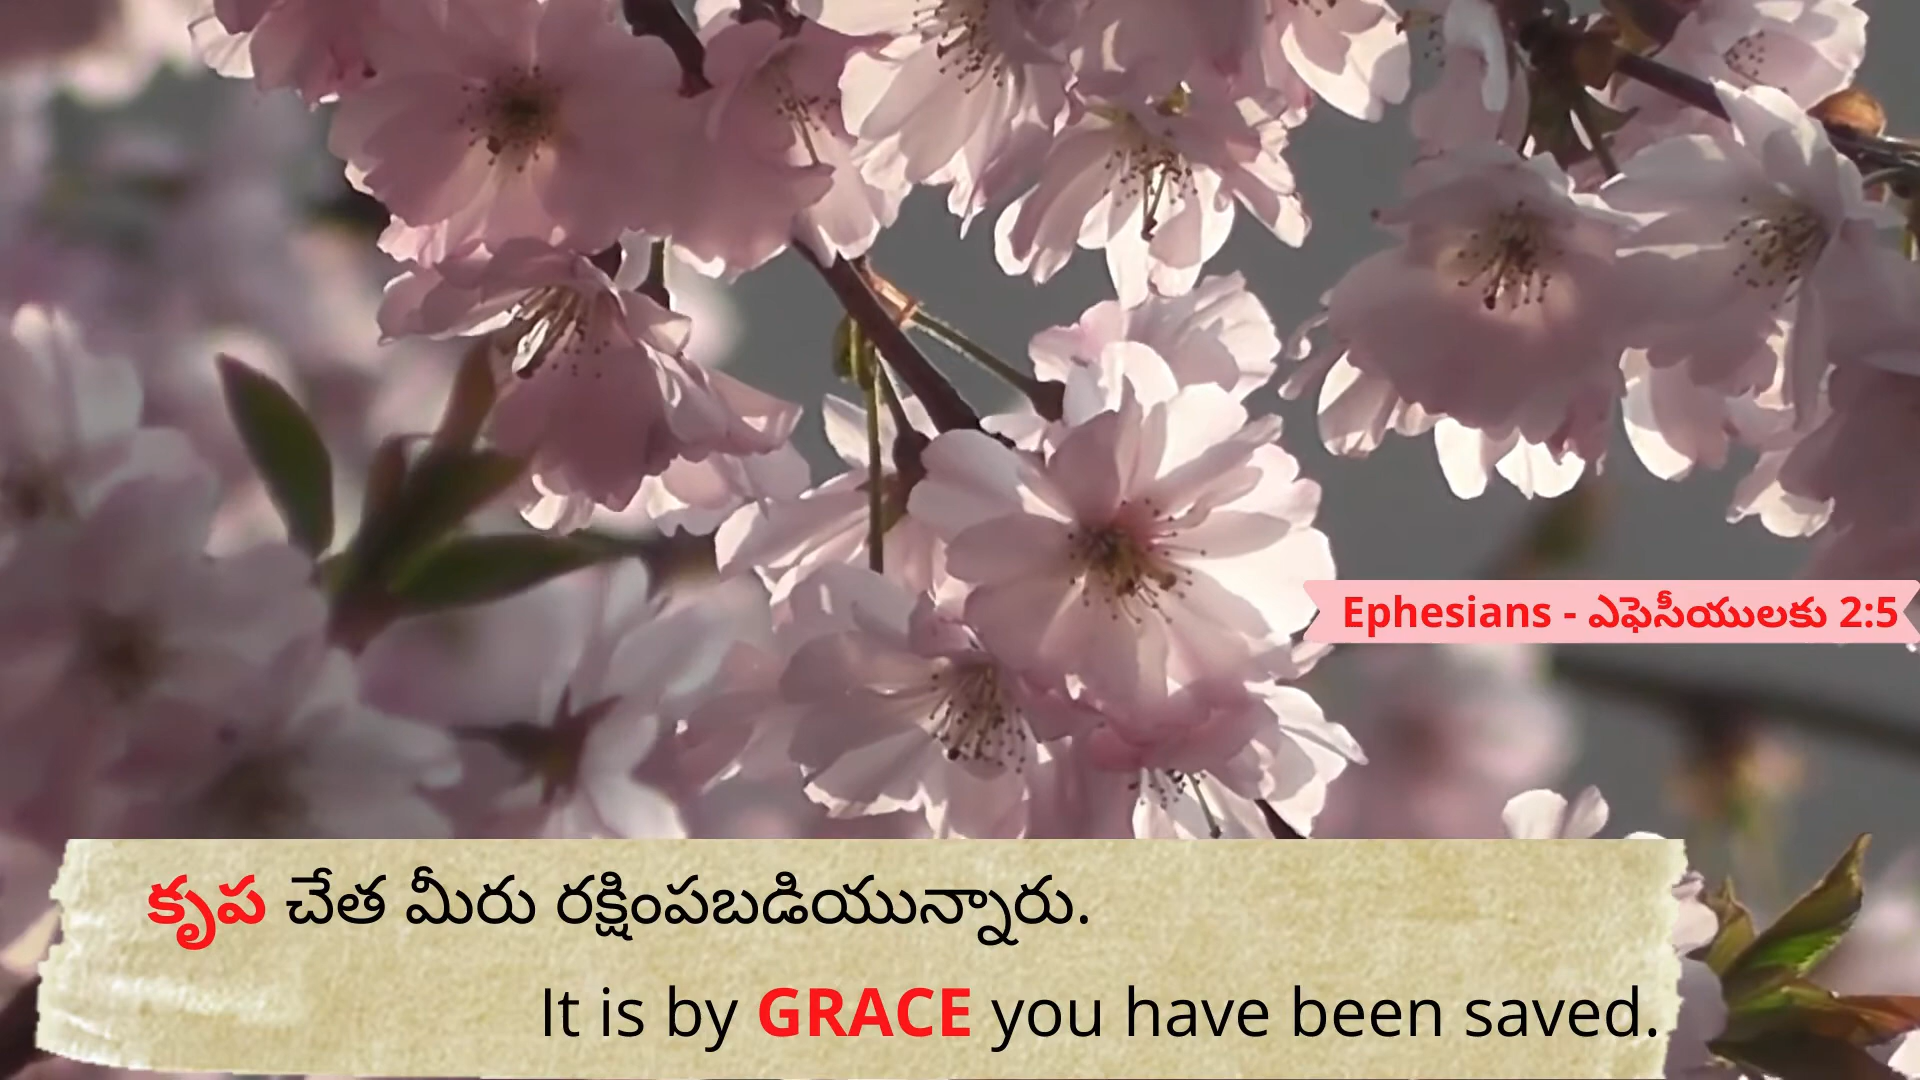 Ephesians - ఎఫెసీయులకు 2:5
కృప చేత మీరు రక్షింపబడియున్నారు.
It is by GRACE you have been saved.